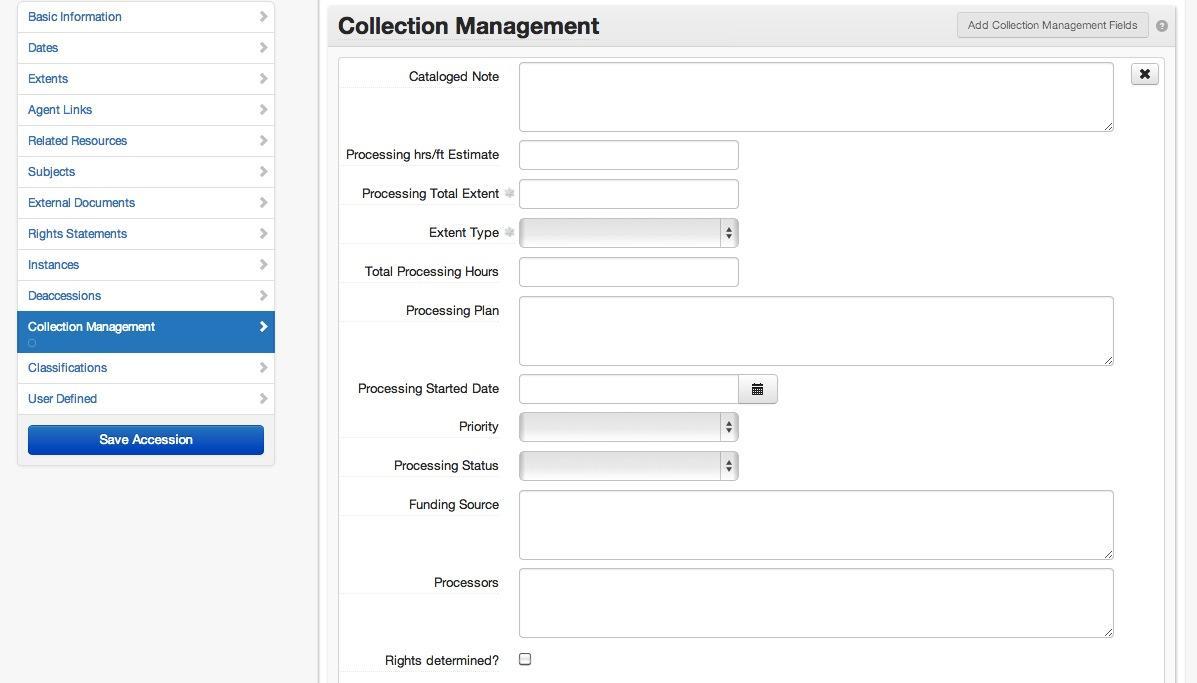 Basic Information
Dates
Extents
Agent Links
Related Resources
Subjects
External Documents
Rights Statements
Instances
Deaccessions
Collection Management
Classifications
User Defined
Save Accession
Collection Management
Add Collection Management Fields
Cataloged Note
Processing hrs/ft Estimate
Processing Total Extent
Extent Type
Total Processing Hours
Processing Plan
Processing Started Date
Priority
Processing Status
Funding Source
Processors
Rights determined?